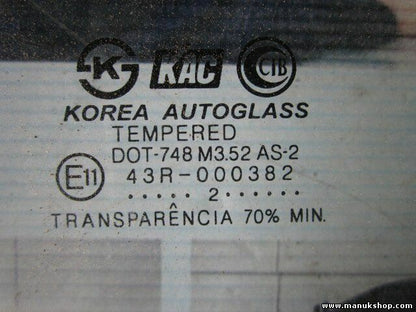 K S KAC CIB
KOREA AUTOGLASS
TEMPERED
DOT-748 M3.52 AS-2
E11 43R-000382
····· 2 ······
TRANSPARÊNCIA 70% MIN.
www.manukshop.com